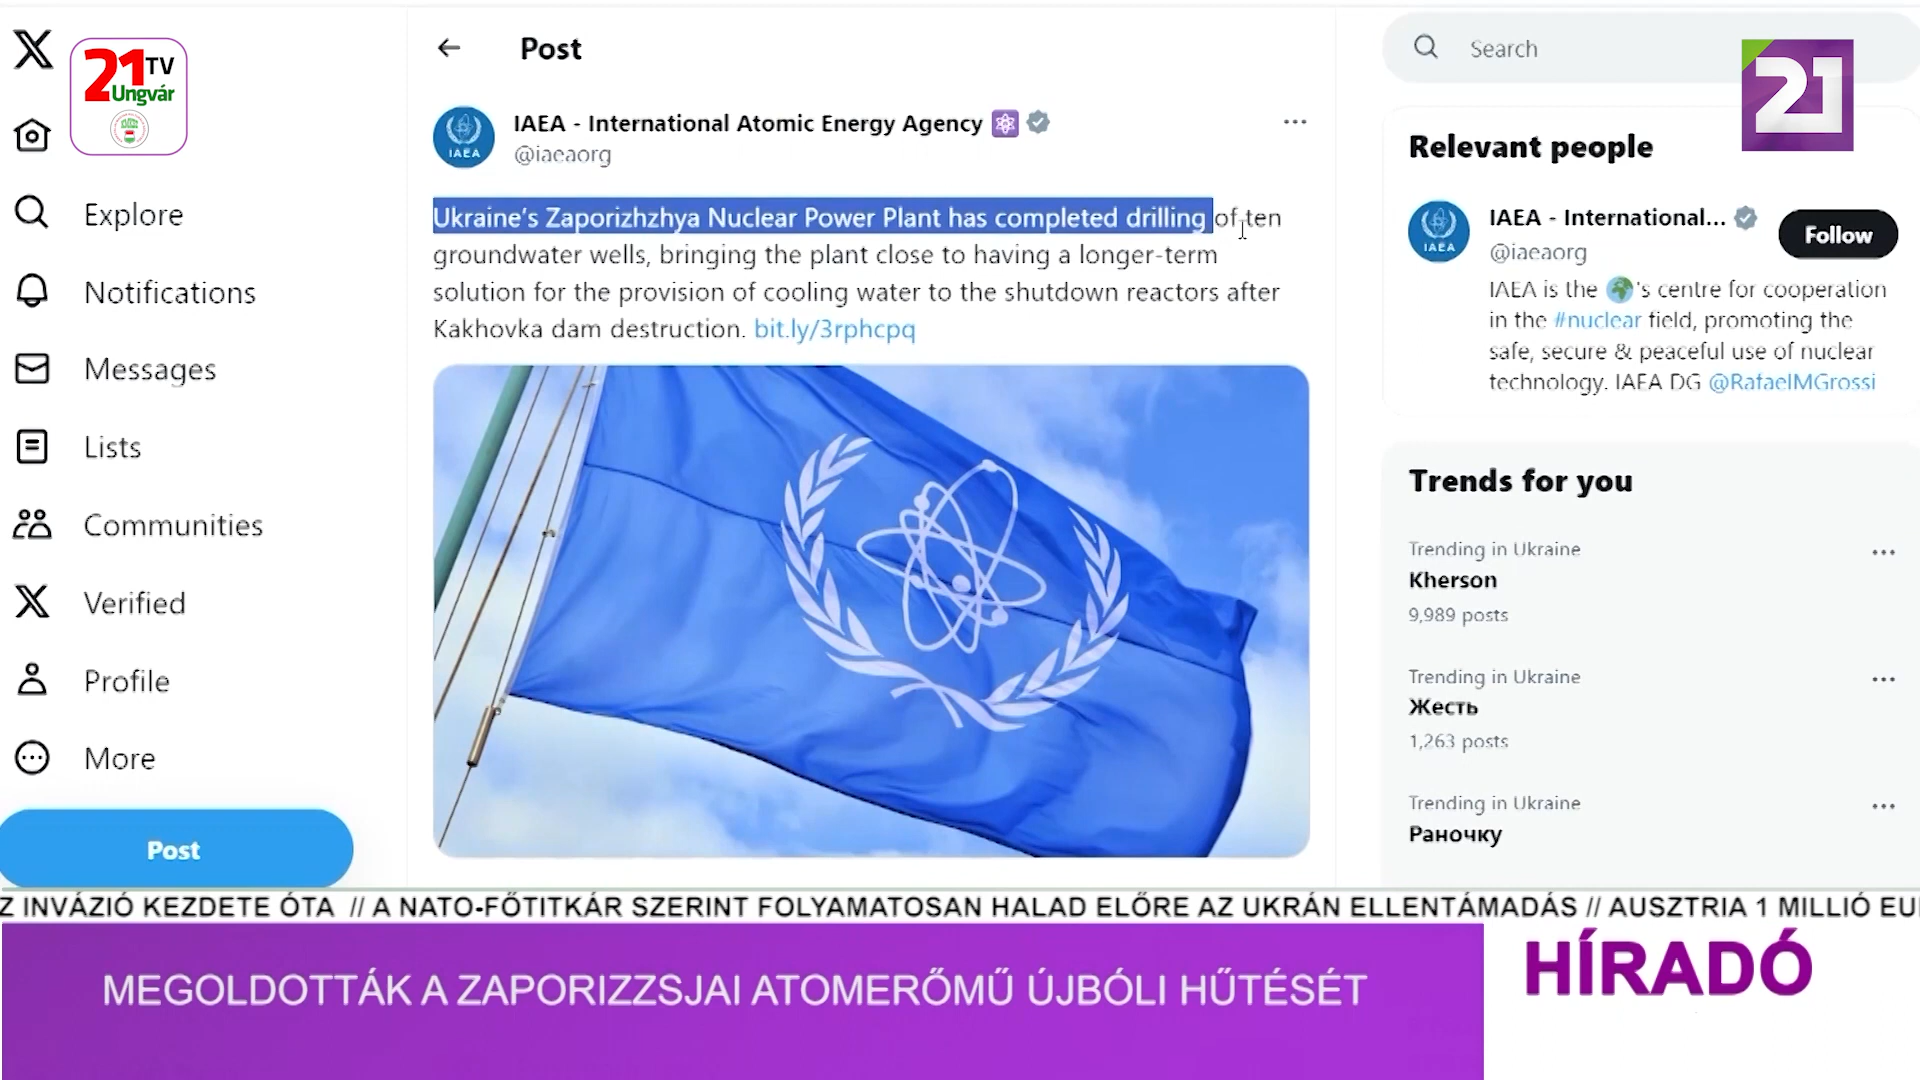 21 TV
Ungvár
Explore
Notifications
Messages
Lists
Communities
Verified
Profile
More
Post
Post
IAEA - International Atomic Energy Agency
@iaeaorg
IAEA
Ukraine's Zaporizhzhya Nuclear Power Plant has completed drilling of ten
groundwater wells, bringing the plant close to having a longer-term
solution for the provision of cooling water to the shutdown reactors after
Kakhovka dam destruction. bit.ly/3rphcpq
Search
21
Relevant people
IAEA - International...
@iaeaorg
IAEA
Follow
IAEA is the 's centre for cooperation
in the #nuclear field, promoting the
safe, secure & peaceful use of nuclear
technology. IAEA DG @RafaelMGrossi
Trends for you
Trending in Ukraine
Kherson
9,989 posts
Trending in Ukraine
Жесть
1,263 posts
Trending in Ukraine
Раночку
Z INVÁZIÓ KEZDETE ÓTA // A NATO-FŐTITKÁR SZERINT FOLYAMATOSAN HALAD ELŐRE AZ UKRÁN ELLENTÁMADÁS // AUSZTRIA 1 MILLIÓ EU
MEGOLDOTTÁK A ZAPORIZZSJAI ATOMERŐMŰ ÚJBÓLI HŰTÉSÉT
HÍRADÓ